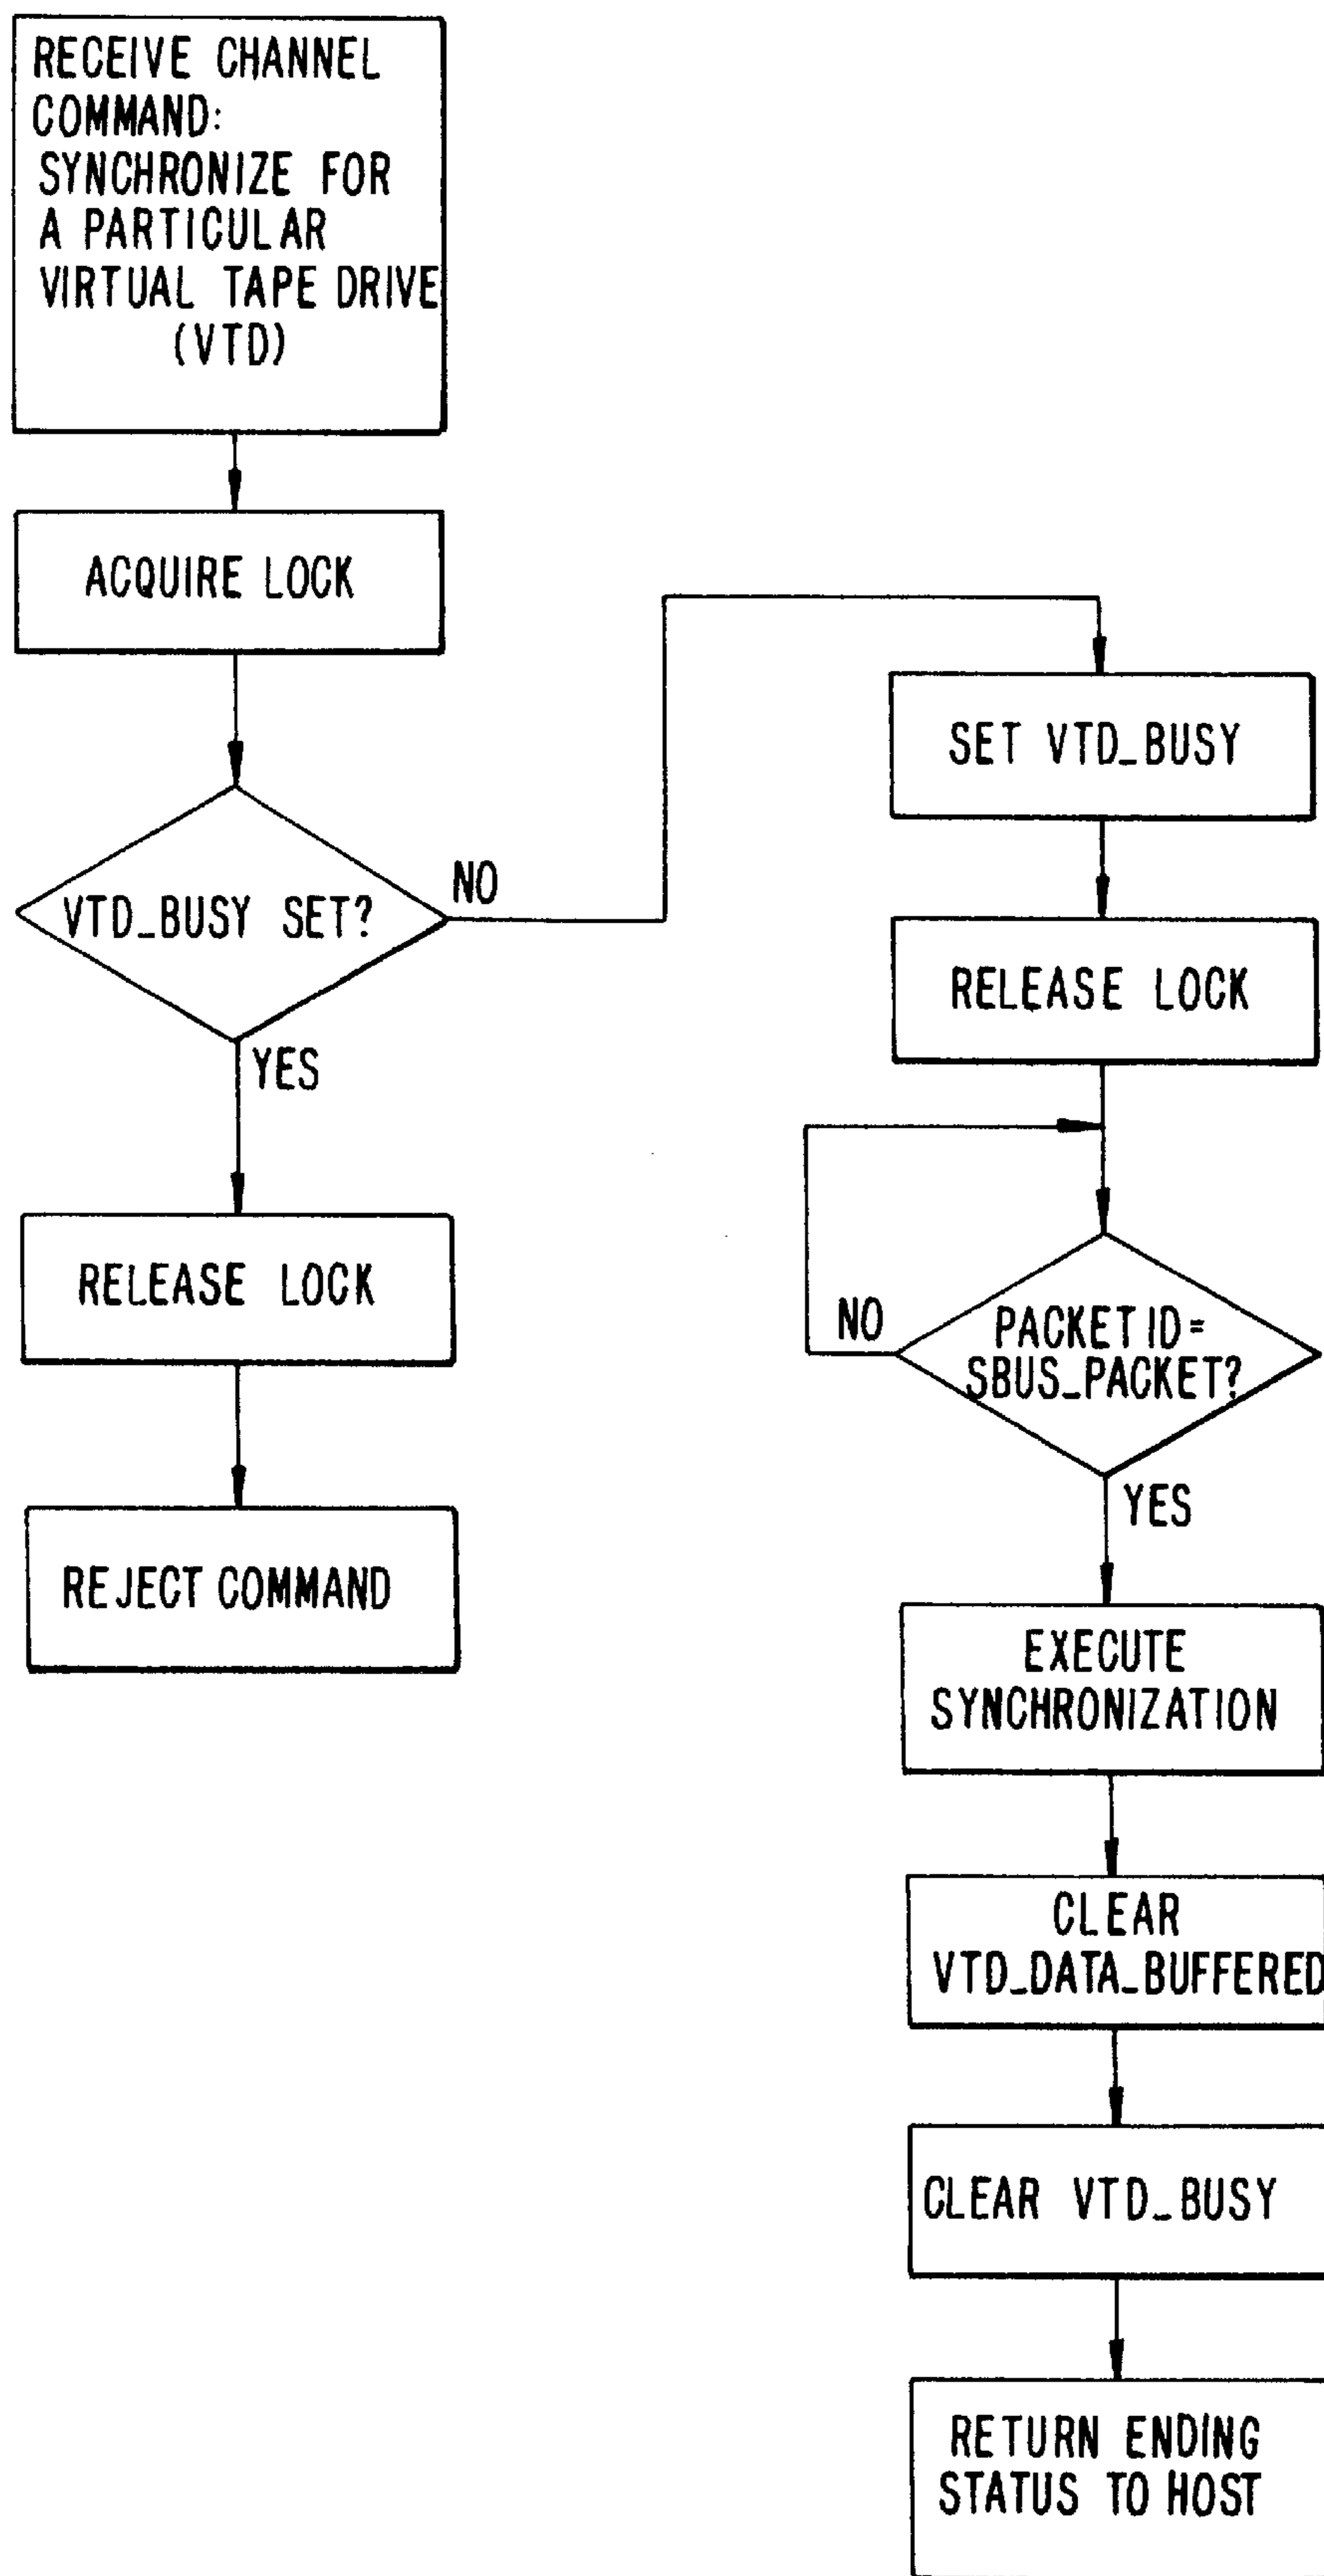 RECEIVE CHANNEL
COMMAND:
SYNCHRONIZE FOR
A PARTICULAR
VIRTUAL TAPE DRIVE
(VTD)
ACQUIRE LOCK
VTD_BUSY SET?
NO
YES
RELEASE LOCK
REJECT COMMAND
SET VTD_BUSY
RELEASE LOCK
PACKET ID=
SBUS_PACKET?
NO
YES
EXECUTE
SYNCHRONIZATION
CLEAR
VTD_DATA_BUFFERED
CLEAR VTD_BUSY
RETURN ENDING
STATUS TO HOST